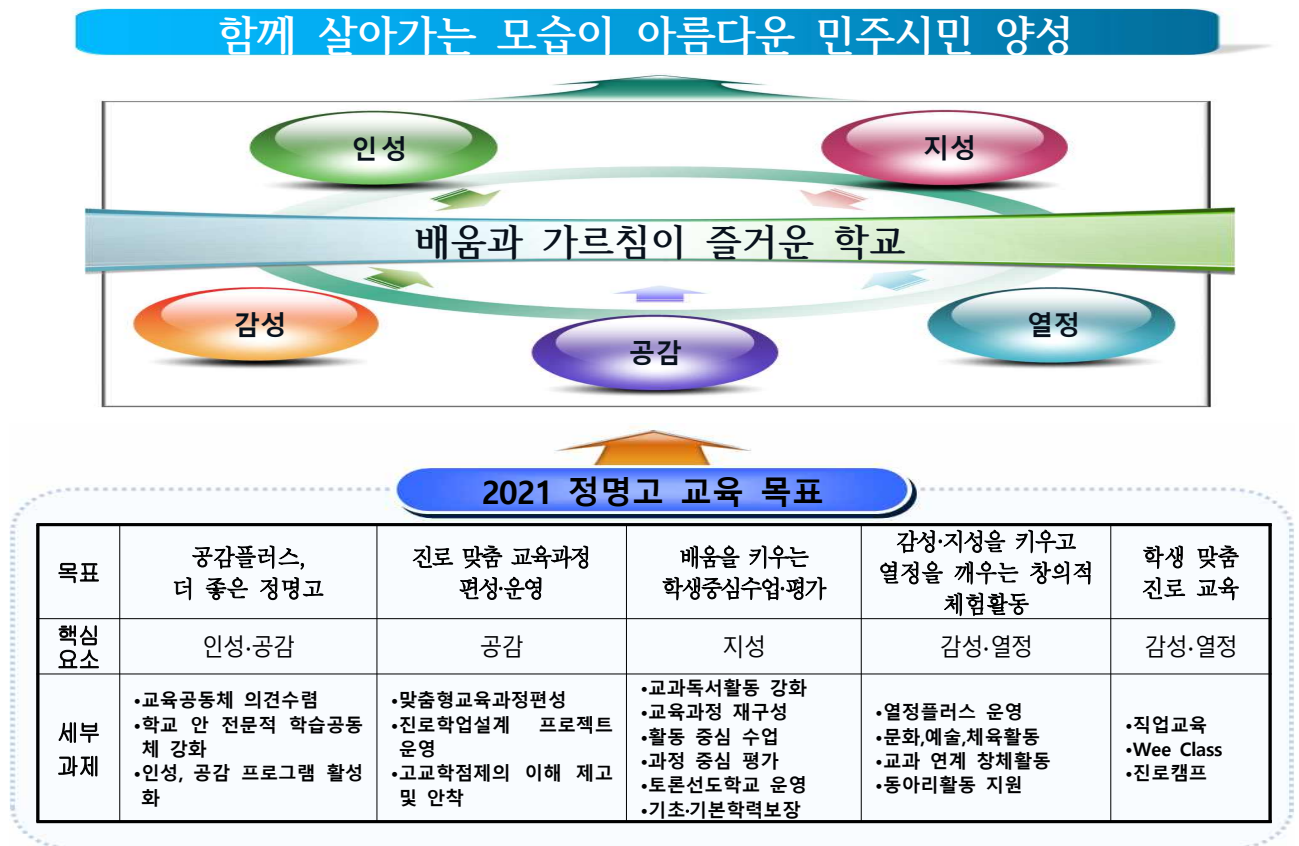 함께 살아가는 모습이 아름다운 민주시민 양성
인성
지성
배움과 가르침이 즐거운 학교
감성
공감
열정
2021 정명고 교육 목표
목표
공감플러스,
더 좋은 정명고
진로 맞춤 교육과정
편성·운영
배움을 키우는
학생중심수업·평가
감성·지성을 키우고
열정을 깨우는 창의적
체험활동
학생 맞춤
진로 교육
핵심
요소
인성·공감
공감
지성
감성·열정
감성·열정
세부
과제
•교육공동체 의견수렴
•학교 안 전문적 학습공동
체 강화
•인성, 공감 프로그램 활성
화
•맞춤형교육과정편성
•진로학업설계 프로젝트
운영
•고교학점제의 이해 제고
및 안착
•교과독서활동 강화
•교육과정 재구성
•활동 중심 수업
•과정 중심 평가
•토론선도학교 운영
•기초·기본학력보장
•열정플러스 운영
•문화,예술,체육활동
•교과 연계 창체활동
•동아리활동 지원
•직업교육
•Wee Class
•진로캠프